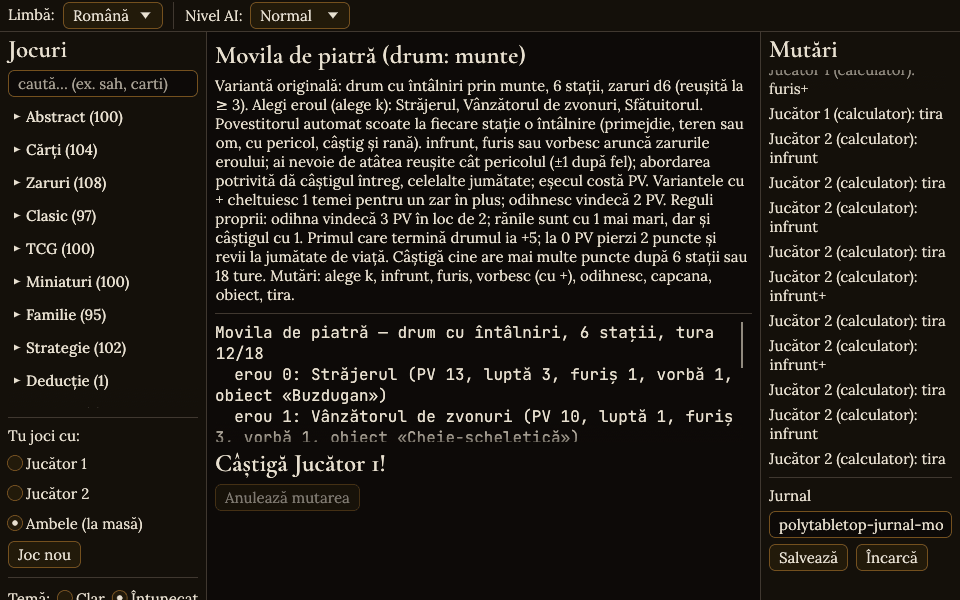 Limbă: Română ▼ Nivel AI: Normal ▼
Jocuri
caută... (ex. sah, carti)
▸ Abstract (100)
▸ Cărți (104)
▸ Zaruri (108)
▸ Clasic (97)
▸ TCG (100)
▸ Miniaturi (100)
▸ Familie (95)
▸ Strategie (102)
▸ Deducție (1)
Tu joci cu:
Jucător 1
Jucător 2
Ambele (la masă)
Joc nou
Temă: Clar Întunecat
Movila de piatră (drum: munte)
Variantă originală: drum cu întâlniri prin munte, 6 stații, zaruri d6 (reușită la
≥ 3). Alegi eroul (alege k): Străjerul, Vânzătorul de zvonuri, Sfătuitorul.
Povestitorul automat scoate la fiecare stație o întâlnire (primejdie, teren sau
om, cu pericol, câștig și rană). infrunt, furis sau vorbesc aruncă zarurile
eroului; ai nevoie de atâtea reușite cât pericolul (±1 după fel); abordarea
potrivită dă câștigul întreg, celelalte jumătate; eșecul costă PV. Variantele cu
+ cheltuiesc 1 temei pentru un zar în plus; odihnesc vindecă 2 PV. Reguli
proprii: odihna vindecă 3 PV în loc de 2; rănile sunt cu 1 mai mari, dar și
câștigul cu 1. Primul care termină drumul ia +5; la 0 PV pierzi 2 puncte și
revii la jumătate de viață. Câștigă cine are mai multe puncte după 6 stații sau
18 ture. Mutări: alege k, infrunt, furis, vorbesc (cu +), odihnesc, capcana,
obiect, tira.
Movila de piatră — drum cu întâlniri, 6 stații, tura
12/18
erou 0: Străjerul (PV 13, luptă 3, furiș 1, vorbă 1,
obiect «Buzdugan»)
erou 1: Vânzătorul de zvonuri (PV 10, luptă 1, furiș
3, vorbă 1, obiect «Cheie-scheletică»)
Câștigă Jucător 1!
Anulează mutarea
Mutări
Jucător 1 (calculator):
furis+
Jucător 1 (calculator): tira
Jucător 2 (calculator):
infrunt
Jucător 2 (calculator): tira
Jucător 2 (calculator):
infrunt
Jucător 2 (calculator): tira
Jucător 2 (calculator):
infrunt+
Jucător 2 (calculator): tira
Jucător 2 (calculator):
infrunt+
Jucător 2 (calculator): tira
Jucător 2 (calculator):
infrunt
Jucător 2 (calculator): tira
Jurnal
polytabletop-jurnal-mo
Salvează Încarcă